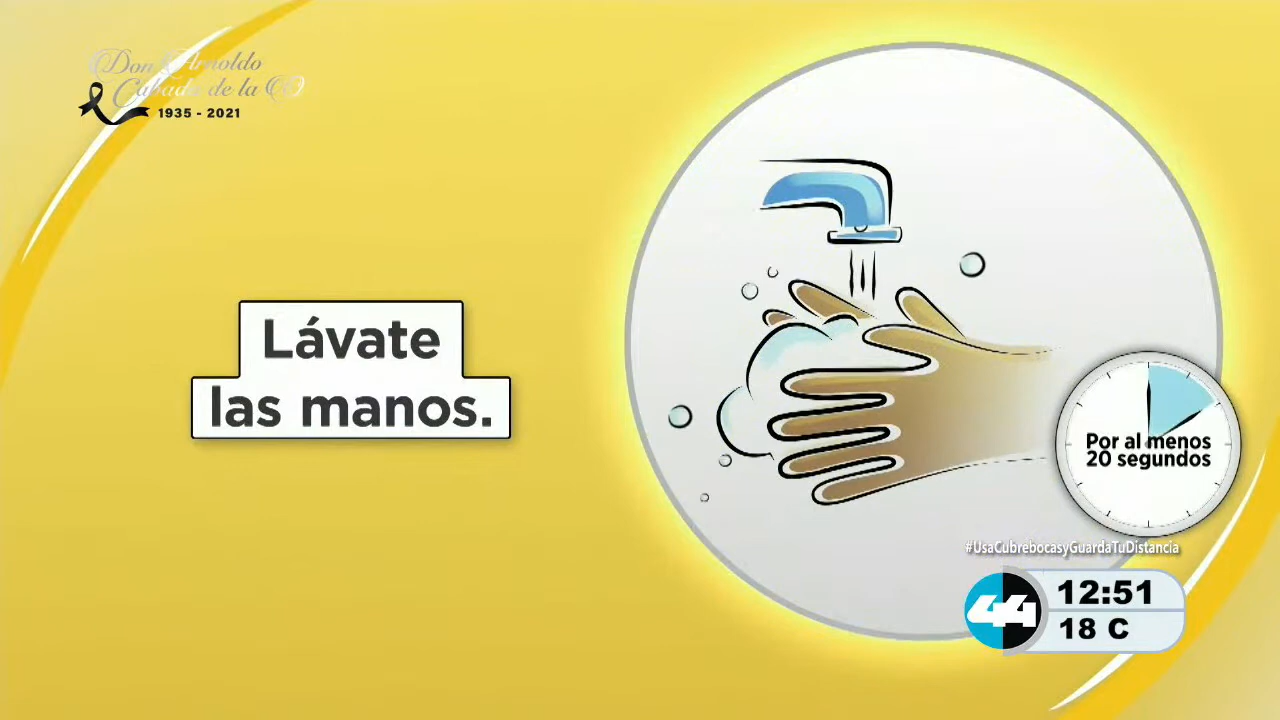 Don Arnoldo
Cabada de la O
1935 - 2021
Lávate
las manos.
Por al menos
20 segundos
#UsaCubrebocasyGuardaTuDistancia
44
12:51
18 C